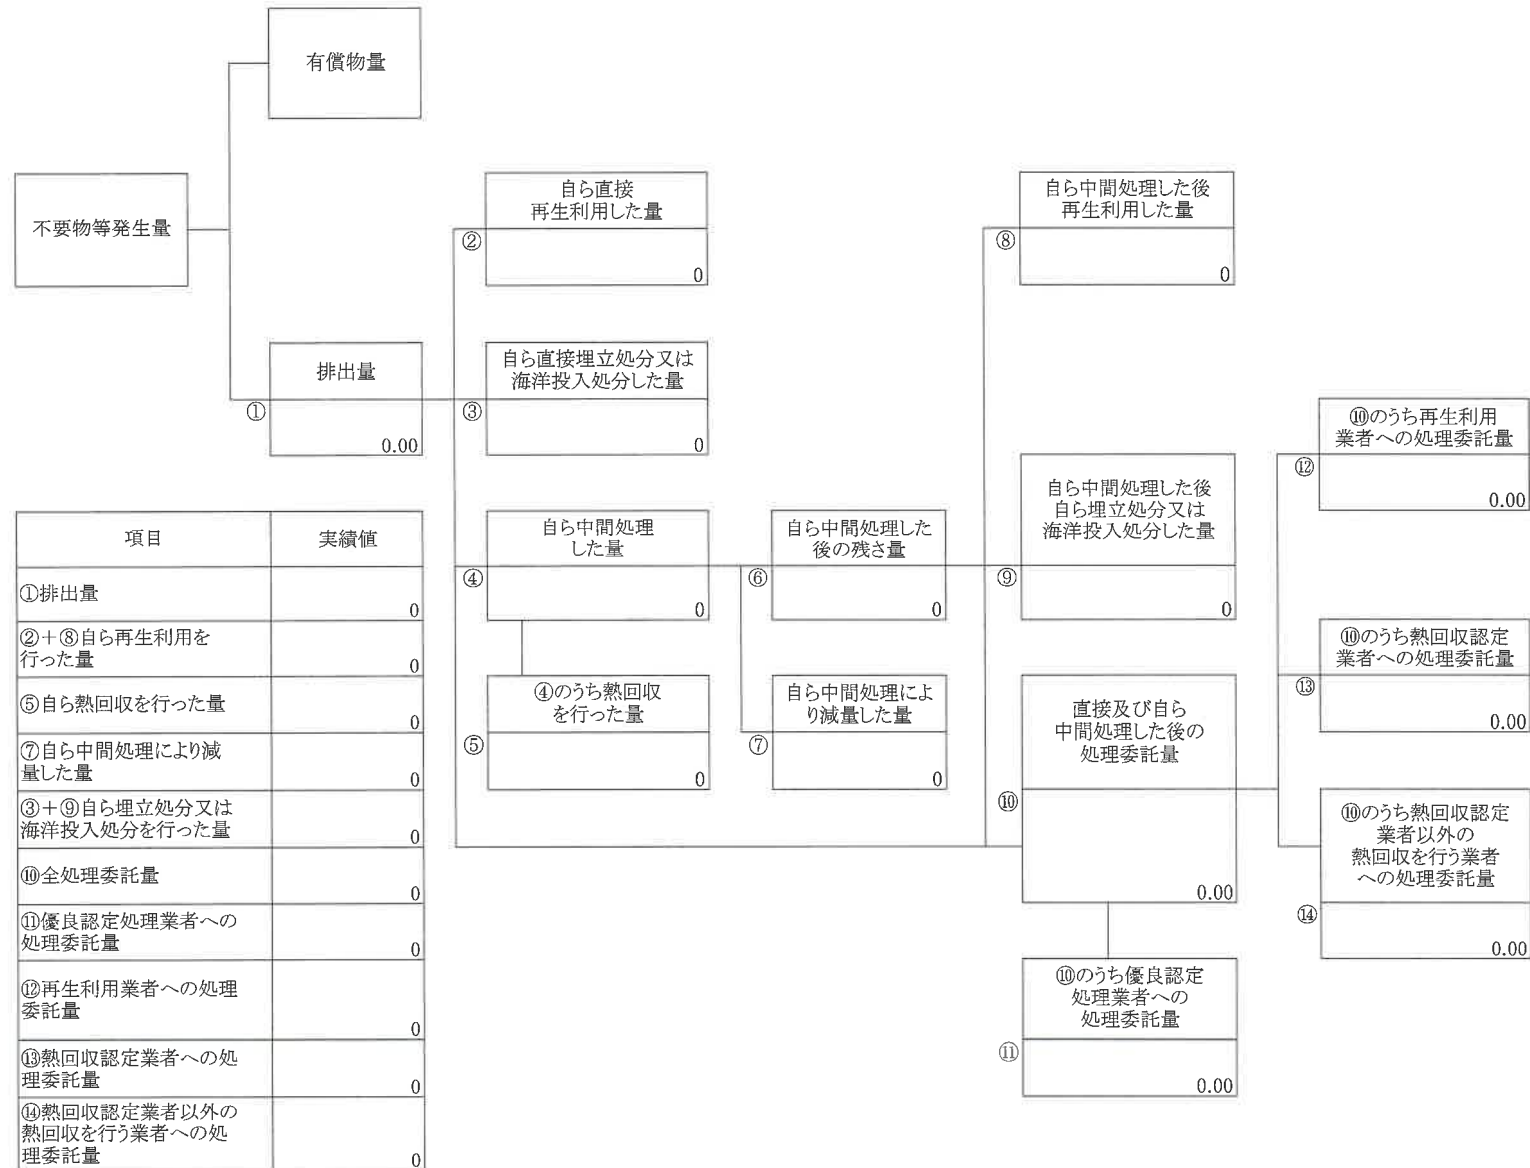 有償物量
不要物等発生量
排出量
①
0.00
自ら直接
再生利用した量
②
0
自ら直接埋立処分又は
海洋投入処分した量
③
0
自ら中間処理
した量
④
0
④のうち熱回収
を行った量
⑤
0
自ら中間処理した
後の残さ量
⑥
0
自ら中間処理によ
り減量した量
⑦
0
自ら中間処理した後
再生利用した量
⑧
0
自ら中間処理した後
自ら埋立処分又は
海洋投入処分した量
⑨
0
直接及び自ら
中間処理した後の
処理委託量
⑩
0.00
⑩のうち優良認定
処理業者への
処理委託量
⑪
0.00
⑩のうち再生利用
業者への処理委託量
⑫
0.00
⑩のうち熱回収認定
業者への処理委託量
⑬
0.00
⑩のうち熱回収認定
業者以外の
熱回収を行う業者
への処理委託量
⑭
0.00
項目 実績値
①排出量
0
②+⑧自ら再生利用を
行った量
0
⑤自ら熱回収を行った量
0
⑦自ら中間処理により減
量した量
0
③+⑨自ら埋立処分又は
海洋投入処分を行った量
0
⑩全処理委託量
0
⑪優良認定処理業者への
処理委託量
0
⑫再生利用業者への処理
委託量
0
⑬熱回収認定業者への処
理委託量
0
⑭熱回収認定業者以外の
熱回収を行う業者への処
理委託量
0